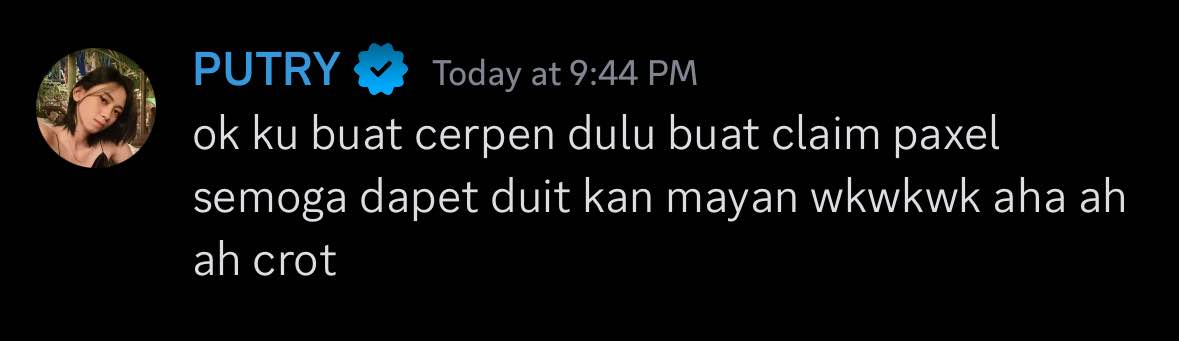 PUTRY Today at 9:44 PM
ok ku buat cerpen dulu buat claim paxel
semoga dapet duit kan mayan wkwkwk aha ah
ah crot